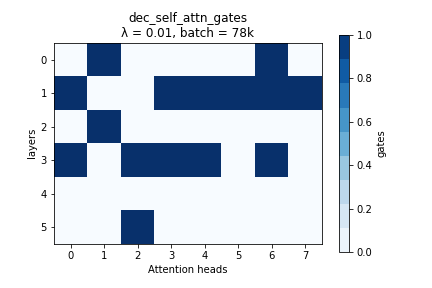 dec_self_attn_gates
λ = 0.01, batch = 78k
0
1
2
3
4
5
layers
0 1 2 3 4 5 6 7
Attention heads
1.0
0.8
0.6
0.4
0.2
0.0
gates